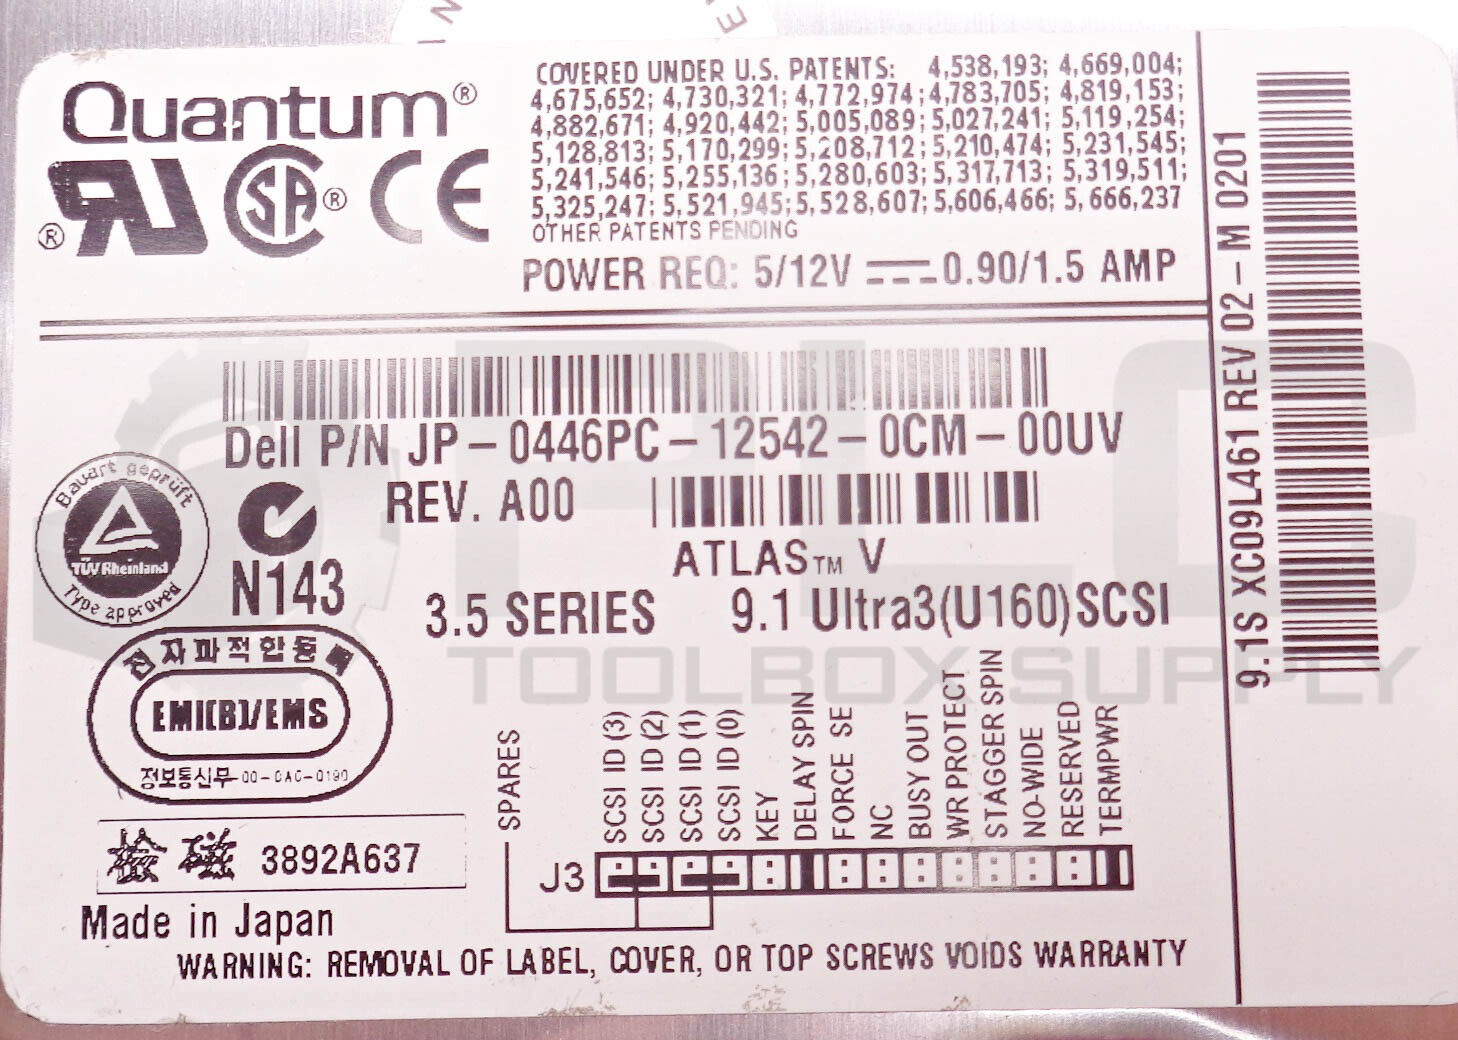 Quantum®
® ®
CE
COVERED UNDER U.S. PATENTS: 4,538,193; 4,669,004;
4,675,652; 4,730,321; 4,772,974; 4,783,705; 4,819,153;
4,882,671; 4,920,442; 5,005,089; 5,027,241; 5,119,254;
5,128,813; 5,170,299; 5,208,712; 5,210,474; 5,231,545;
5,241,546; 5,255,136; 5,280,603; 5,317,713; 5,319,511;
5,325,247; 5,521,945; 5,528,607; 5,606,466; 5,666,237
OTHER PATENTS PENDING
POWER REQ: 5/12V 0.90/1.5 AMP
Dell P/N JP-0446PC-12542-0CM-00UV
REV. A00
ATLAS™ V
3.5 SERIES 9.1 Ultra3(U160)SCSI
Bauart geprüft
TÜV Rheinland
Type approved
N143
전자파적합등록
EMI(B)/EMS
정보통신부-00-CAC-0190
檢磁 3892A637
Made in Japan
SPARES
SCSI ID (3)
SCSI ID (2)
SCSI ID (1)
SCSI ID (0)
KEY
DELAY SPIN
FORCE SE
NC
BUSY OUT
WR PROTECT
STAGGER SPIN
NO-WIDE
RESERVED
TERMPWR
J3
WARNING: REMOVAL OF LABEL, COVER, OR TOP SCREWS VOIDS WARRANTY
9.1S XC09L461 REV 02-M 0201
PLC
TOOLBOX SUPPLY